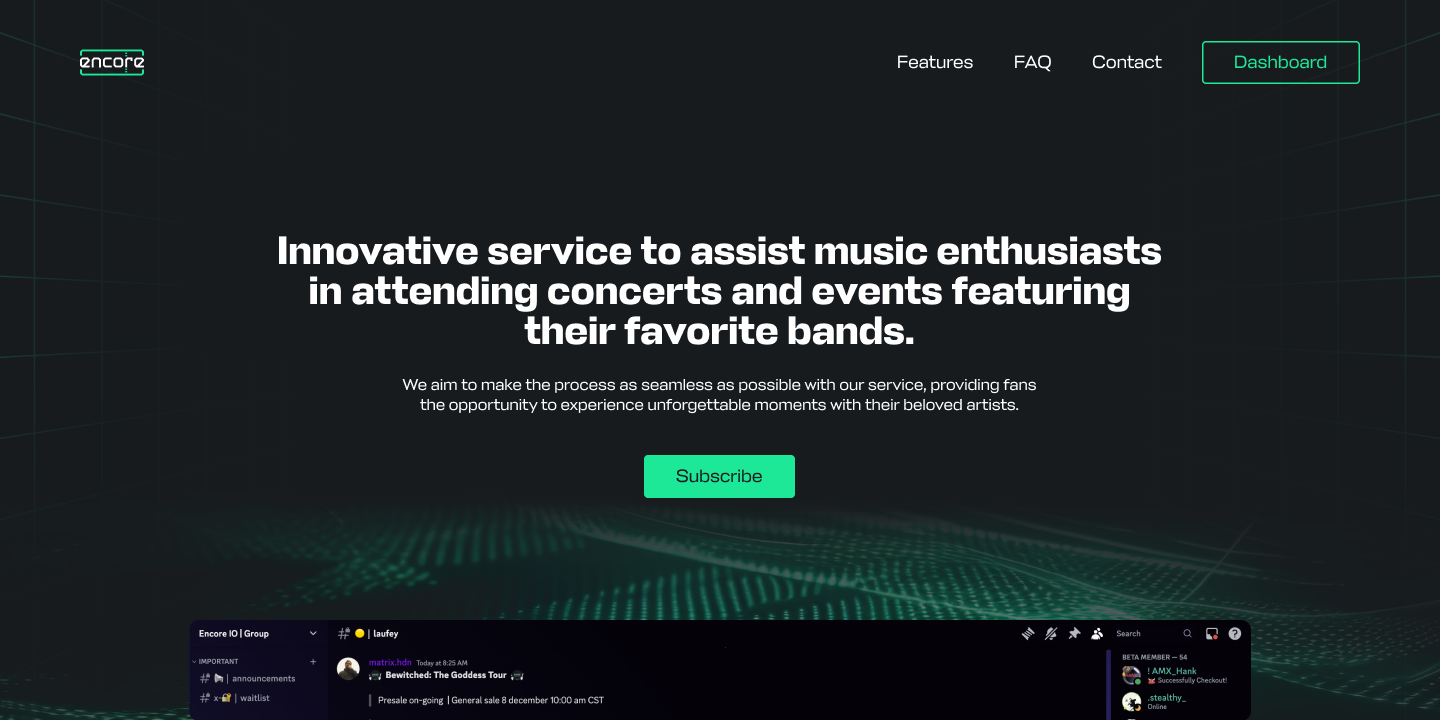 encore
Features
FAQ
Contact
Dashboard
Innovative service to assist music enthusiasts
in attending concerts and events featuring
their favorite bands.
We aim to make the process as seamless as possible with our service, providing fans
the opportunity to experience unforgettable moments with their beloved artists.
Subscribe
Encore IO | Group
IMPORTANT
| announcements
x-🔐 | waitlist
🟡 | laufey
matrix.hdn Today at 8:25 AM
Bewitched: The Goddess Tour
Presale on-going | General sale 8 december 10:00 am CST
Search
BETA MEMBER — 54
! AMX_Hank
Successfully Checkout!
.stealthy_
Online